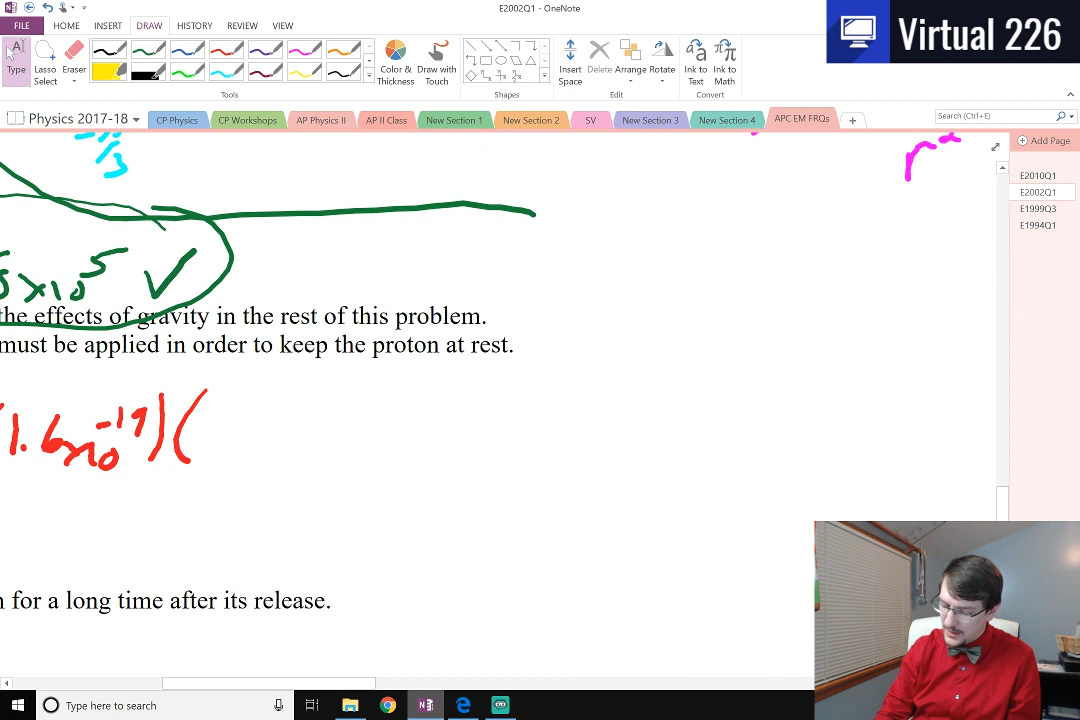 E2002Q1 - OneNote
Virtual 226
FILE HOME INSERT DRAW HISTORY REVIEW VIEW
Type Lasso Select Eraser Color & Thickness Draw with Touch Insert Space Delete Arrange Rotate Ink to Text Ink to Math
Tools Shapes Edit Convert
Physics 2017-18 CP Physics CP Workshops AP Physics II AP II Class New Section 1 New Section 2 SV New Section 3 New Section 4 APC EM FRQs Search (Ctrl+E)
Add Page
E2010Q1
E2002Q1
E1999Q3
E1994Q1
r²
x10⁵ ✓
the effects of gravity in the rest of this problem.
must be applied in order to keep the proton at rest.
1.6x10⁻¹⁹)(
n for a long time after its release.
Type here to search